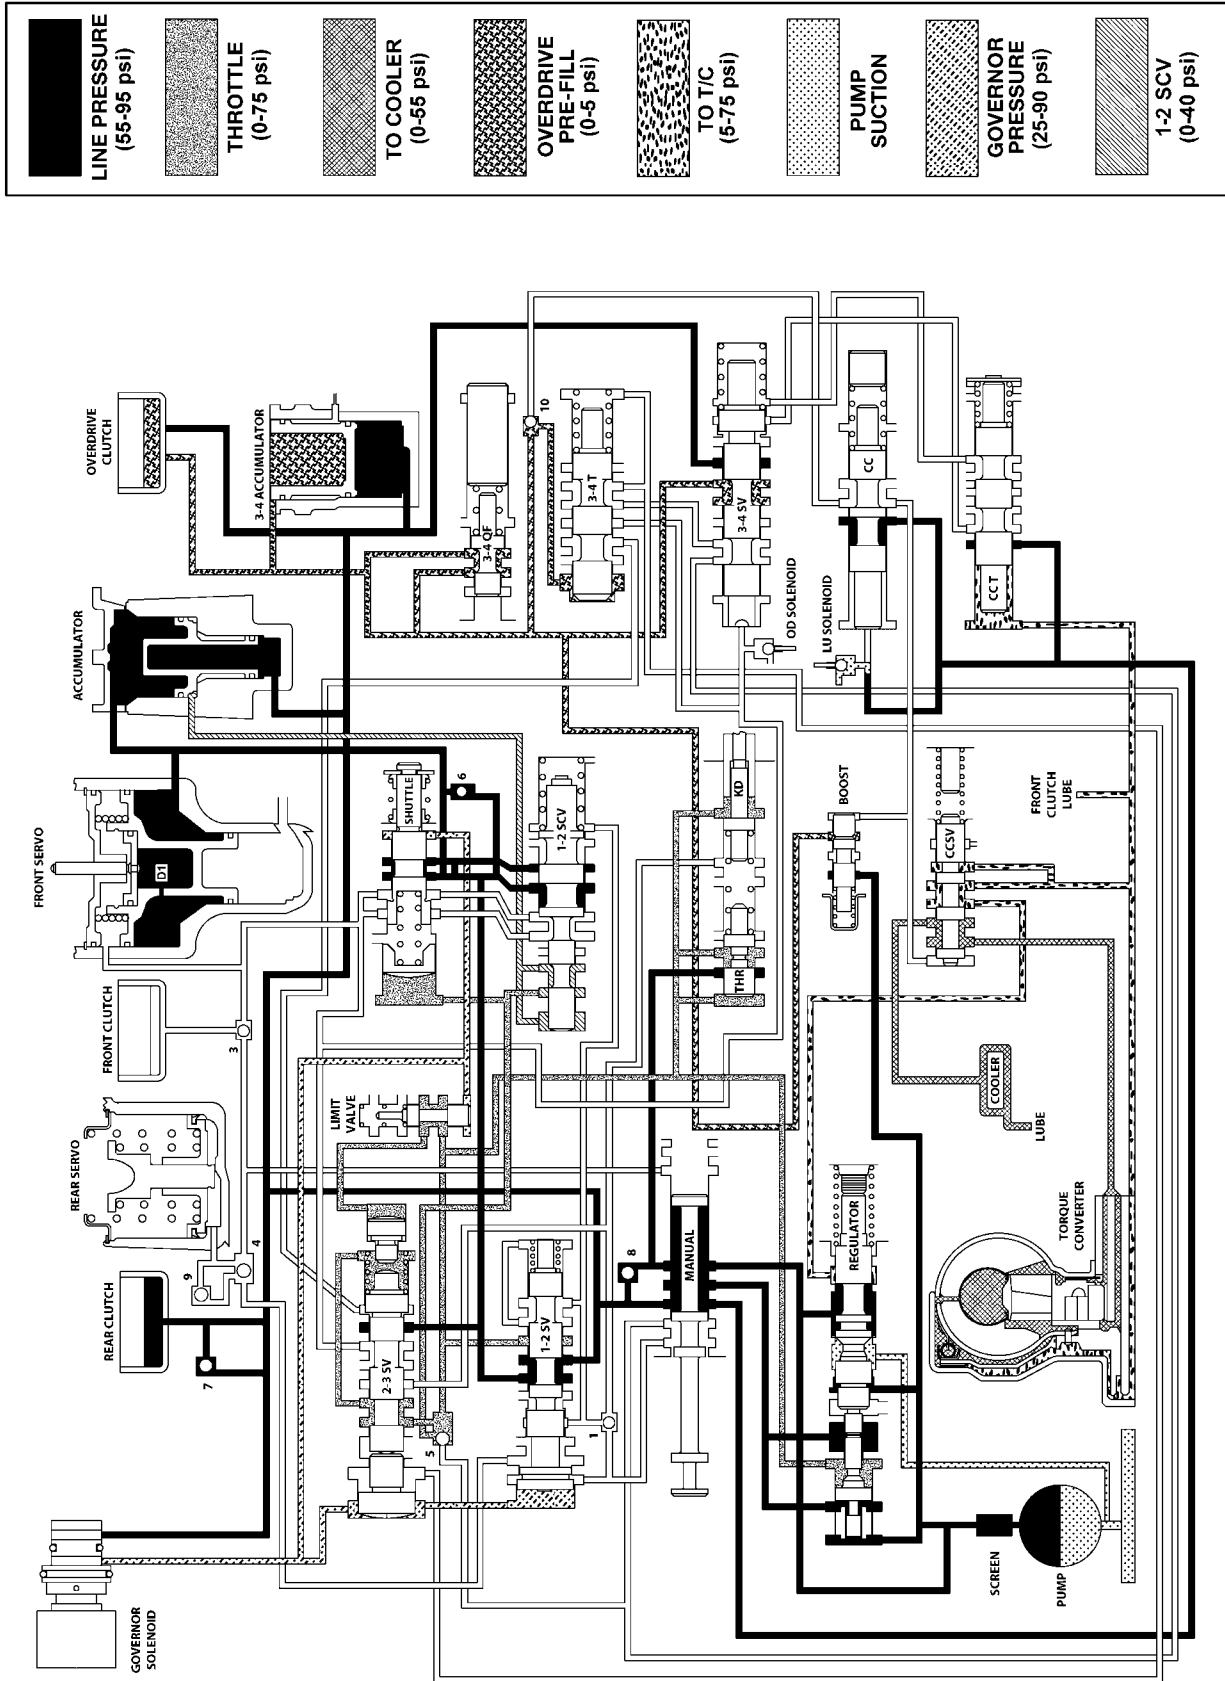 LINE PRESSURE
(55-95 psi)
THROTTLE
(0-75 psi)
TO COOLER
(0-55 psi)
OVERDRIVE
PRE-FILL
(0-5 psi)
TO T/C
(5-75 psi)
PUMP
SUCTION
GOVERNOR
PRESSURE
(25-90 psi)
1-2 SCV
(0-40 psi)
OVERDRIVE
CLUTCH
3-4 ACCUMULATOR
3-4 QF
10
3-4 T
3-4 SV
CC
CC T
OD SOLENOID
LU SOLENOID
ACCUMULATOR
FRONT SERVO
D1
SHUTTLE
6
1-2 SCV
KD
THR
BOOST
CCSV
FRONT
CLUTCH
LUBE
FRONT CLUTCH
3
REAR SERVO
LIMIT
VALVE
COOLER
LUBE
9
4
REAR CLUTCH
7
2-3 SV
5
1-2 SV
1
8
MANUAL
REGULATOR
TORQUE
CONVERTER
GOVERNOR
SOLENOID
SCREEN
PUMP